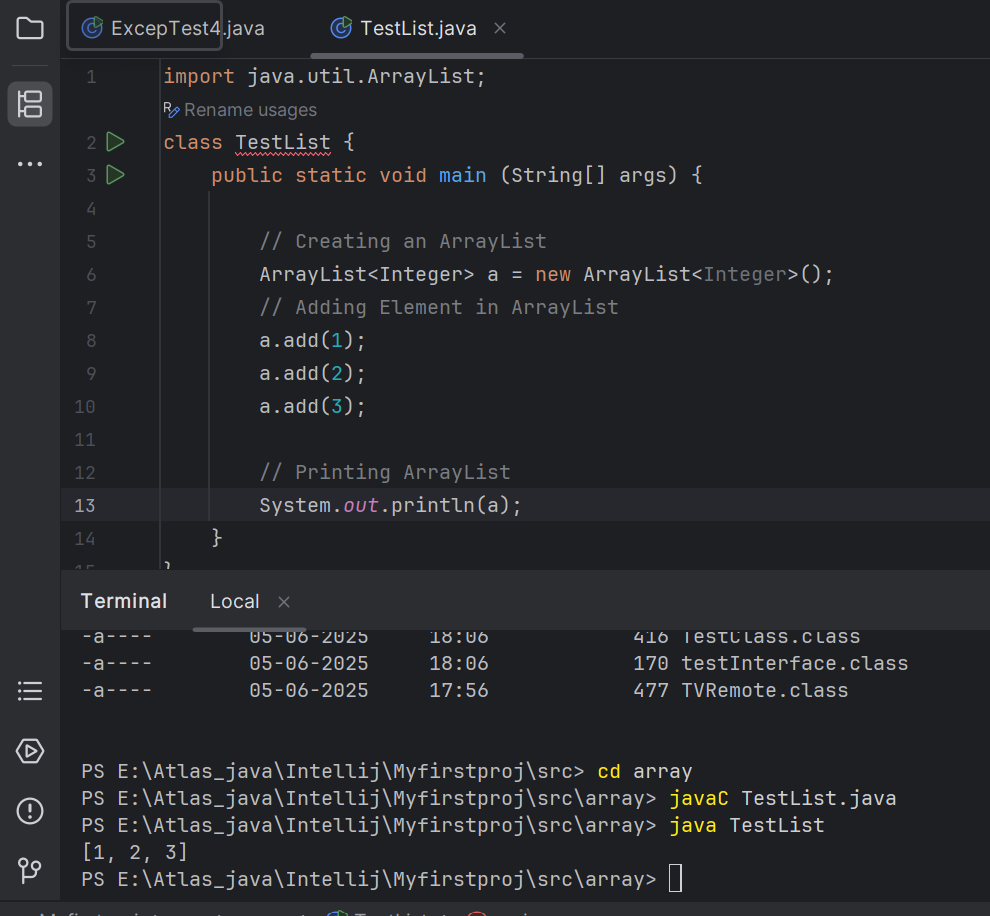 ExcepTest4.java TestList.java
1 import java.util.ArrayList;
Rename usages
2 class TestList {
3 public static void main (String[] args) {
4
5 // Creating an ArrayList
6 ArrayList<Integer> a = new ArrayList<Integer>();
7 // Adding Element in ArrayList
8 a.add(1);
9 a.add(2);
10 a.add(3);
11
12 // Printing ArrayList
13 System.out.println(a);
14 }
15 }
Terminal Local
-a---- 05-06-2025 18:06 416 TestClass.class
-a---- 05-06-2025 18:06 170 testInterface.class
-a---- 05-06-2025 17:56 477 TVRemote.class
PS E:\Atlas_java\Intellij\Myfirstproj\src> cd array
PS E:\Atlas_java\Intellij\Myfirstproj\src\array> javaC TestList.java
PS E:\Atlas_java\Intellij\Myfirstproj\src\array> java TestList
[1, 2, 3]
PS E:\Atlas_java\Intellij\Myfirstproj\src\array>